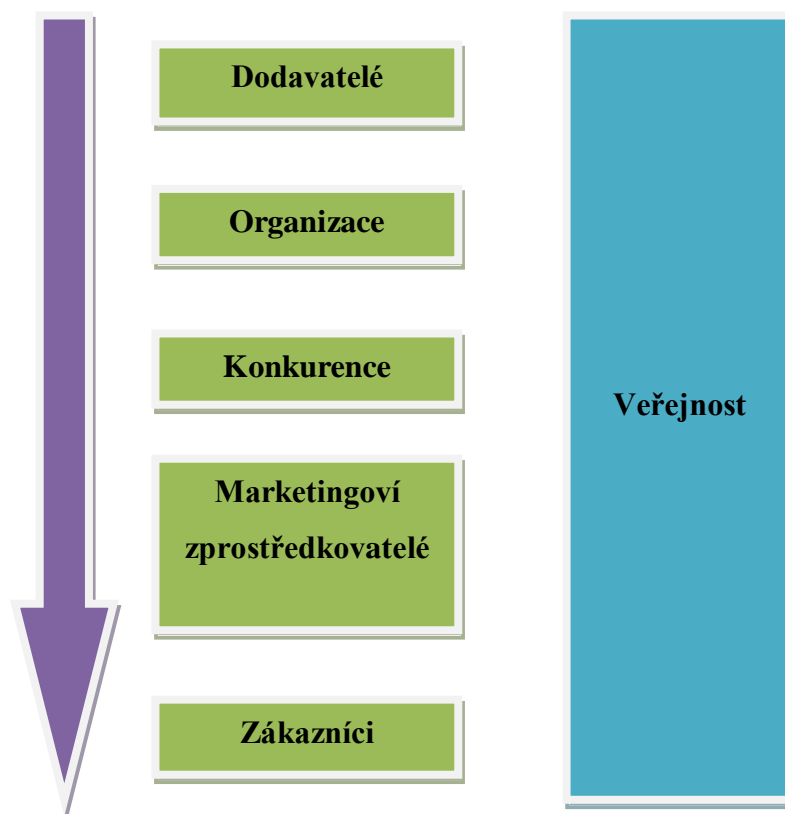 Dodavatelé
Organizace
Konkurence
Marketingoví
zprostředkovatelé
Zákazníci
Veřejnost